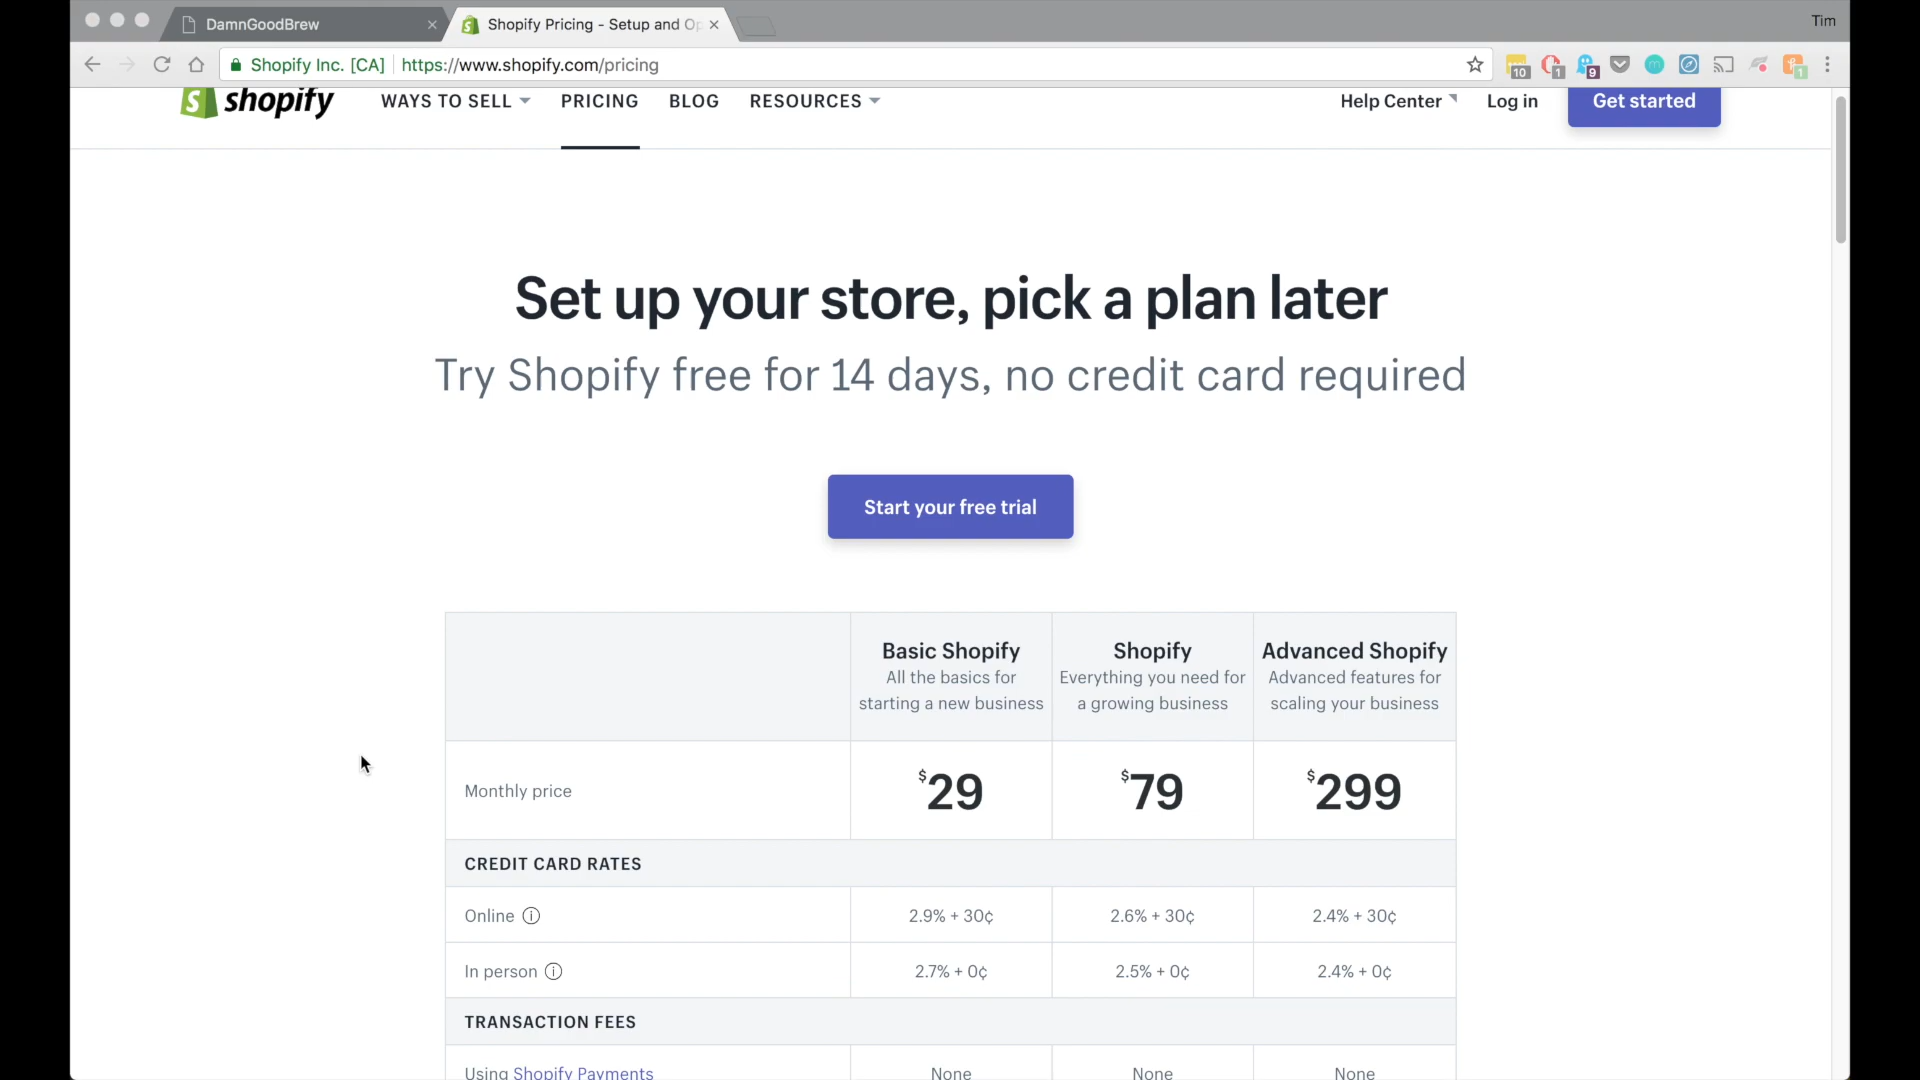 DamnGoodBrew
Shopify Pricing - Setup and Op
Tim
Shopify Inc. [CA]
https://www.shopify.com/pricing
10
1
9
1
shopify
WAYS TO SELL
PRICING
BLOG
RESOURCES
Help Center
Log in
Get started
Set up your store, pick a plan later
Try Shopify free for 14 days, no credit card required
Start your free trial
Basic Shopify
All the basics for
starting a new business
Shopify
Everything you need for
a growing business
Advanced Shopify
Advanced features for
scaling your business
Monthly price
$29
$79
$299
CREDIT CARD RATES
Online
2.9% + 30¢
2.6% + 30¢
2.4% + 30¢
In person
2.7% + 0¢
2.5% + 0¢
2.4% + 0¢
TRANSACTION FEES
Using Shopify Payments
None
None
None